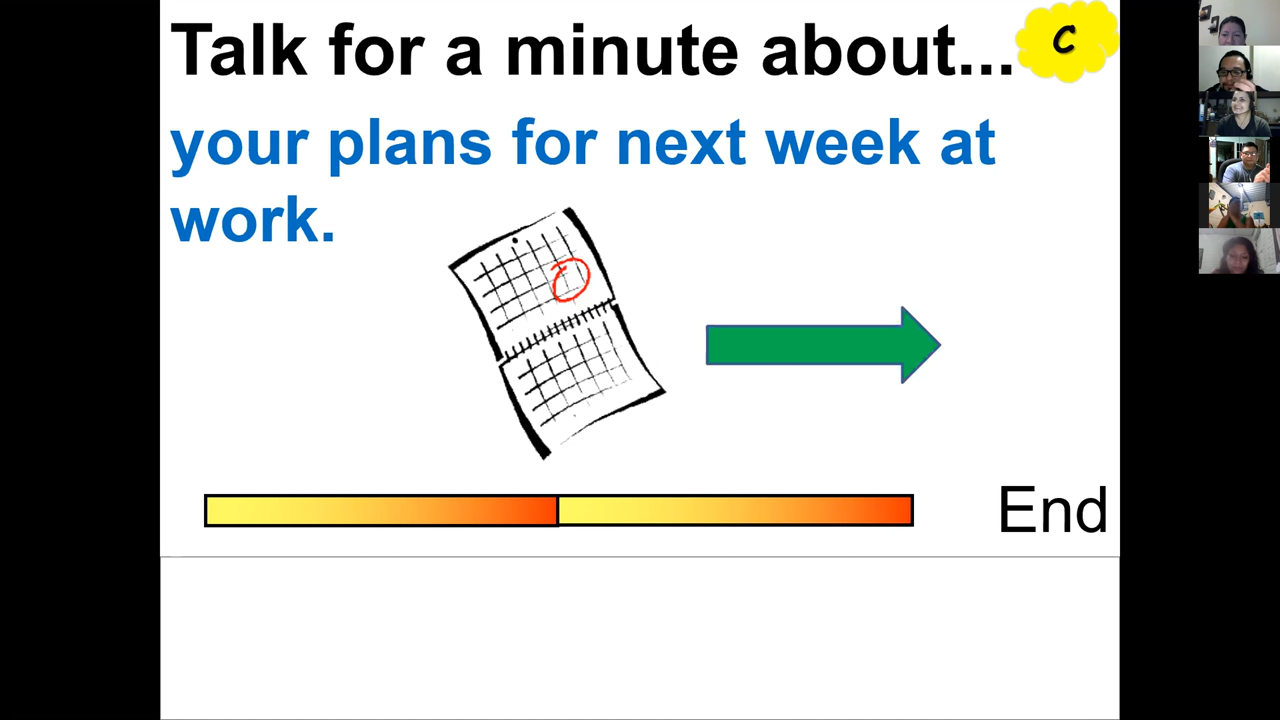 Talk for a minute about...
C
your plans for next week at
work.
End